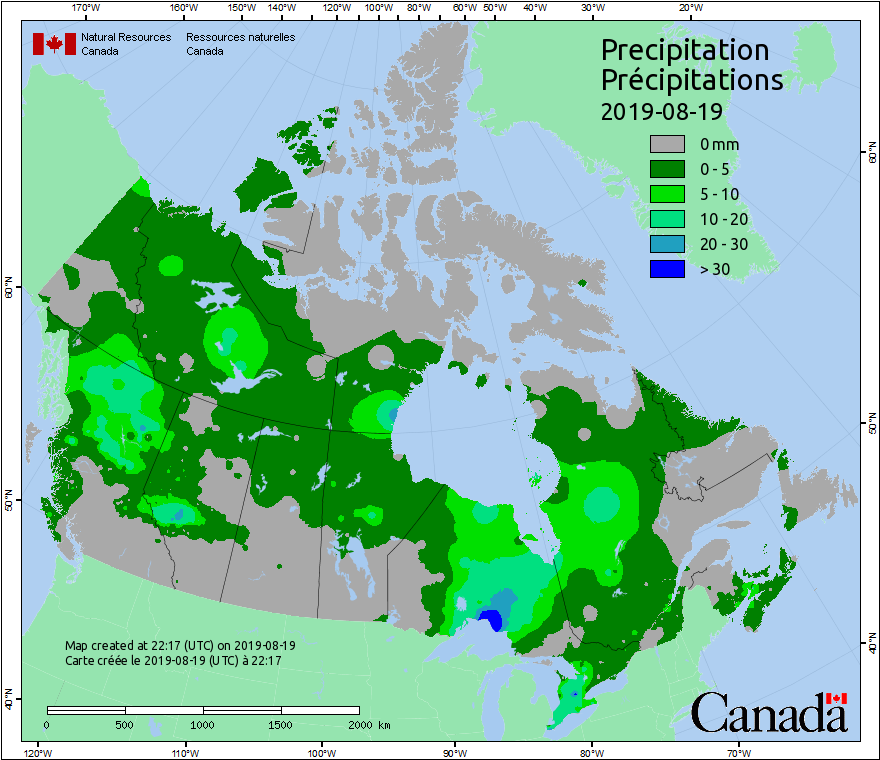 170°W 160°W 150°W 140°W 130°W 120°W 110°W 100°W 90°W 80°W 60°W 50°W 40°W 30°W 20°W
Natural Resources Ressources naturelles
Canada Canada
Precipitation
Précipitations
2019-08-19
0 mm
0 - 5
5 - 10
10 - 20
20 - 30
> 30
60°N
60°N
50°N
50°N
40°N
40°N
Map created at 22:17 (UTC) on 2019-08-19
Carte créée le 2019-08-19 (UTC) à 22:17
0 500 1000 1500 2000 km
Canada
120°W 110°W 100°W 90°W 80°W 70°W